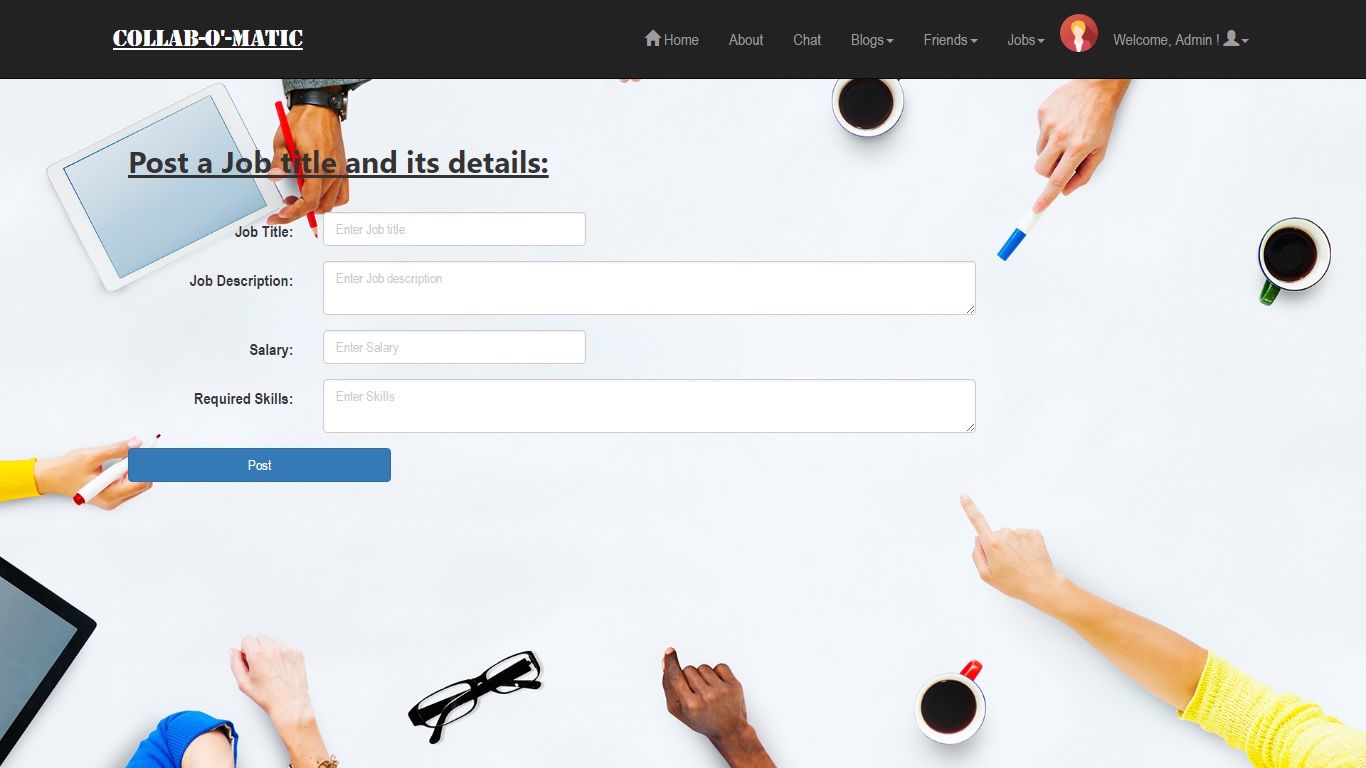 COLLAB-O'-MATIC
Home About Chat Blogs Friends Jobs Welcome, Admin !
Post a Job title and its details:
Job Title: Enter Job title
Job Description: Enter Job description
Salary: Enter Salary
Required Skills: Enter Skills
Post